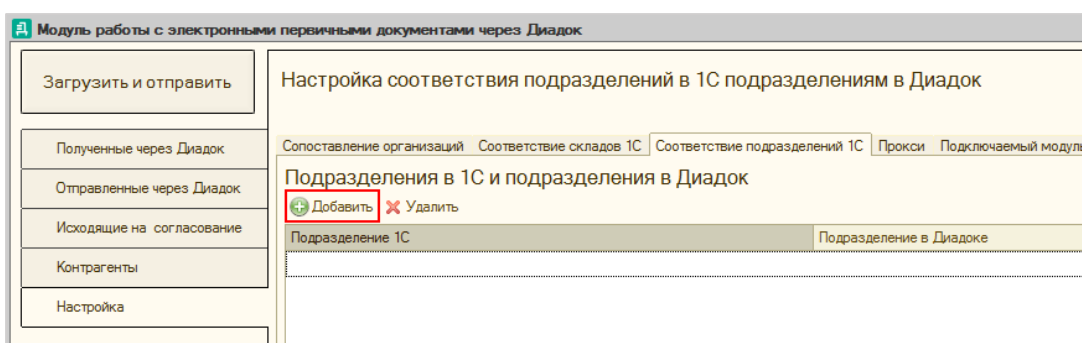 Модуль работы с электронными первичными документами через Диадок
Загрузить и отправить
Полученные через Диадок
Отправленные через Диадок
Исходящие на согласование
Контрагенты
Настройка
Настройка соответствия подразделений в 1С подразделениям в Диадок
Сопоставление организаций Соответствие складов 1С Соответствие подразделений 1С Прокси Подключаемый модуль
Подразделения в 1С и подразделения в Диадок
Добавить Удалить
Подразделение 1С Подразделение в Диадоке